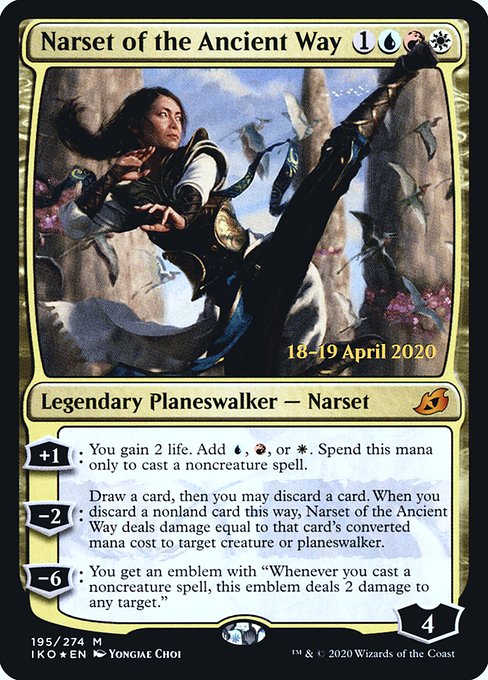 Narset of the Ancient Way 1
18–19 April 2020
Legendary Planeswalker — Narset
+1: You gain 2 life. Add , , or . Spend this mana
only to cast a noncreature spell.
Draw a card, then you may discard a card. When you
discard a nonland card this way, Narset of the Ancient
−2: Way deals damage equal to that card's converted
mana cost to target creature or planeswalker.
−6: You get an emblem with “Whenever you cast a
noncreature spell, this emblem deals 2 damage to
any target.”
4
195/274 M
IKO★EN Yongjae Choi
™ & © 2020 Wizards of the Coast